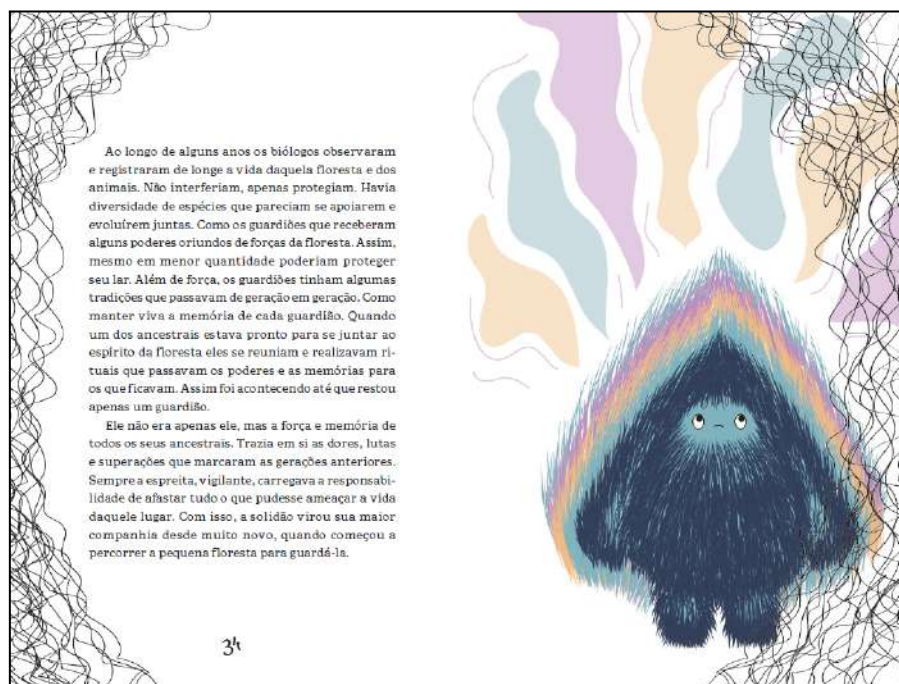 Ao longo de alguns anos os biólogos observaram
e registraram de longe a vida daquela floresta e dos
animais. Não interferiam, apenas protegiam. Havia
diversidade de espécies que pareciam se apoiarem e
evoluírem juntas. Como os guardiões que receberam
alguns poderes oriundos de forças da floresta. Assim,
mesmo em menor quantidade poderiam proteger
seu lar. Além de força, os guardiões tinham algumas
tradições que passavam de geração em geração. Como
manter viva a memória de cada guardião. Quando
um dos ancestrais estava pronto para se juntar ao
espírito da floresta eles se reuniam e realizavam ri-
tuais que passavam os poderes e as memórias para
os que ficavam. Assim foi acontecendo até que restou
apenas um guardião.
Ele não era apenas ele, mas a força e memória de
todos os seus ancestrais. Trazia em si as dores, lutas
e superações que marcaram as gerações anteriores.
Sempre a espreita, vigilante, carregava a responsabi-
lidade de afastar tudo o que pudesse ameaçar a vida
daquele lugar. Com isso, a solidão virou sua maior
companhia desde muito novo, quando começou a
percorrer a pequena floresta para guardá-la.
34